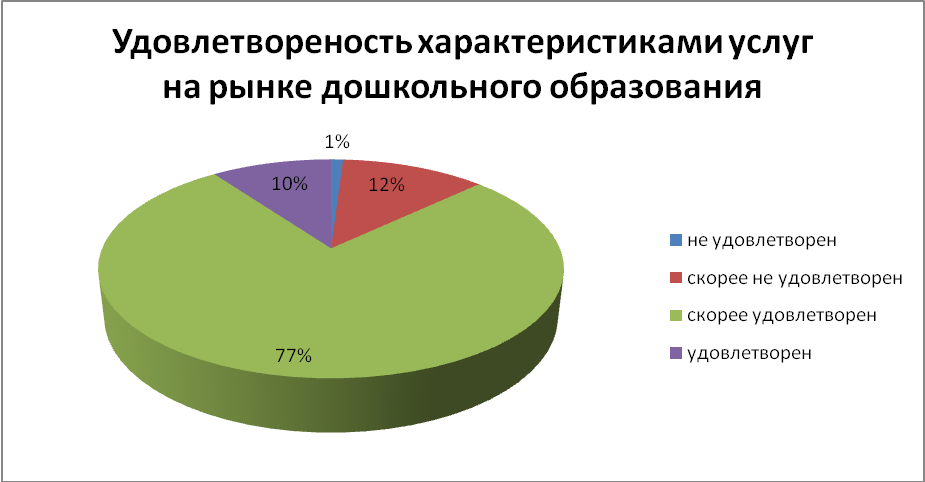 Удовлетвореность характеристиками услуг
на рынке дошкольного образования
1%
10%
12%
77%
не удовлетворен
скорее не удовлетворен
скорее удовлетворен
удовлетворен